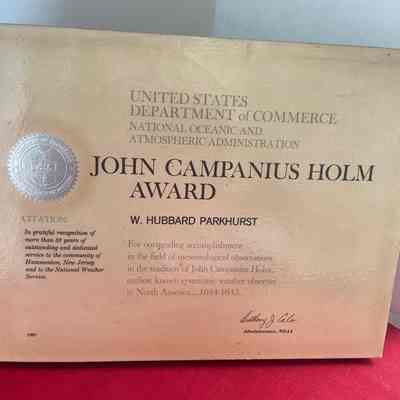 UNITED STATES
DEPARTMENT of COMMERCE
NATIONAL OCEANIC AND
ATMOSPHERIC ADMINISTRATION
JOHN CAMPANIUS HOLM
AWARD
W. HUBBARD PARKHURST
CITATION:
In grateful recognition of
more than 50 years of
outstanding and dedicated
service to the community of
Hammonton, New Jersey
and to the National Weather
Service.
For outstanding accomplishment
in the field of meteorological observations
in the tradition of John Campanius Holm,
earliest known systematic weather observer
in North America....1644-1645.
Administrator, NOAA